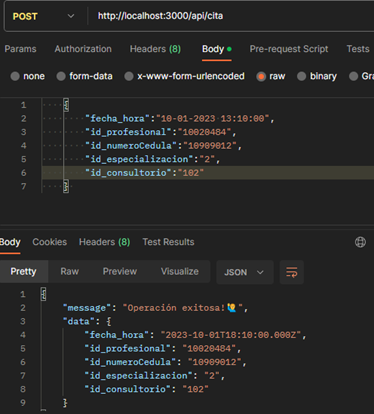 POST http://localhost:3000/api/cita
Params Authorization Headers (8) Body Pre-request Script Tests
none form-data x-www-form-urlencoded raw binary
1 {
2 "fecha_hora":"10-01-2023 13:10:00",
3 "id_profesional":"10020484",
4 "id_numeroCedula":"10909012",
5 "id_especializacion":"2",
6 "id_consultorio":"102"
7 }
Body Cookies Headers (8) Test Results
Pretty Raw Preview Visualize JSON
1 {
2 "message": "Operación exitosa!🙋",
3 "data": {
4 "fecha_hora": "2023-10-01T18:10:00.000Z",
5 "id_profesional": "10020484",
6 "id_numeroCedula": "10909012",
7 "id_especializacion": "2",
8 "id_consultorio": "102"
9 }